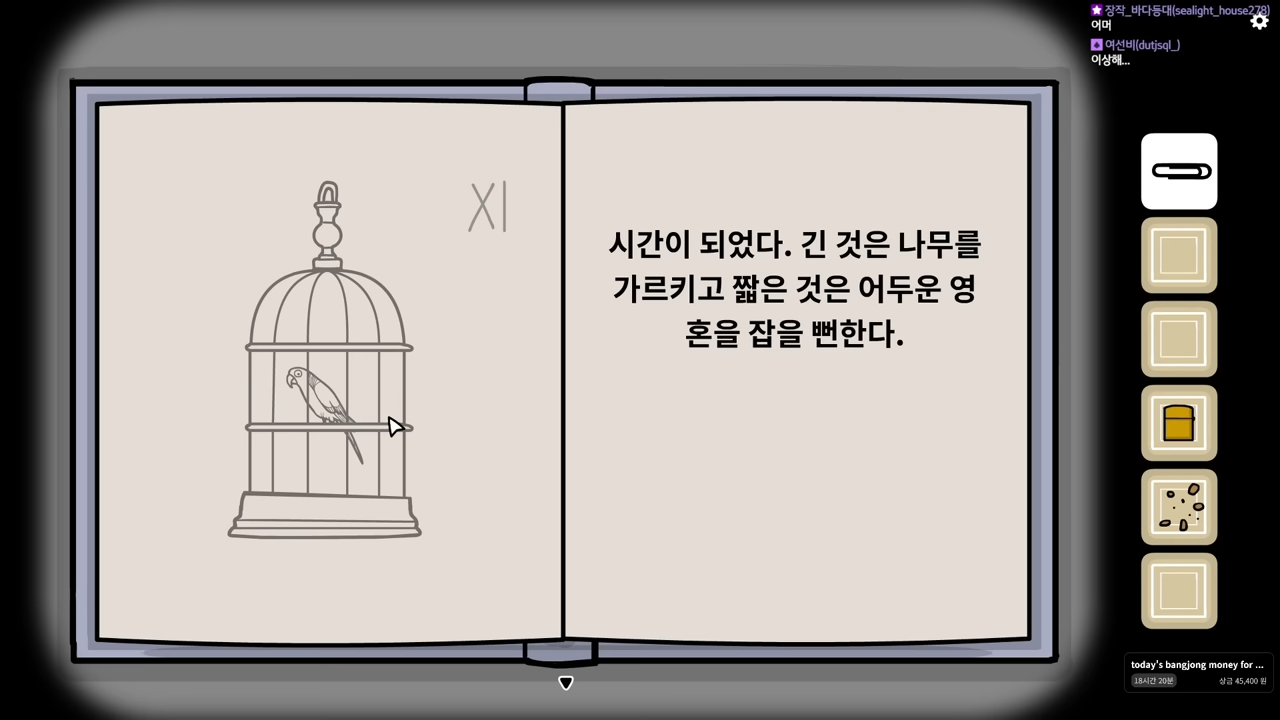 장작_바다등대(sealight_house278)
어머
여선비(dutjsql_)
이상해...
XI
시간이 되었다. 긴 것은 나무를
가르키고 짧은 것은 어두운 영
혼을 잡을 뻔한다.
today's bangjong money for ...
18시간 20분
상금 45,400 원